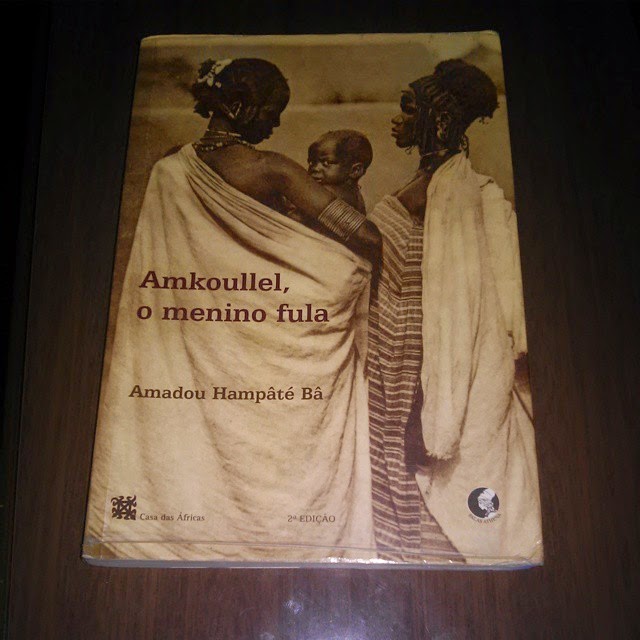 Amkoullel,
o menino fula
Amadou Hampâté Bâ
Casa das Áfricas
2ª EDIÇÃO